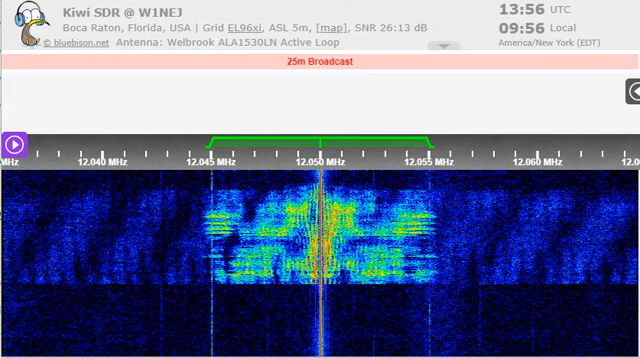 Kiwi SDR @ W1NEJ
Boca Raton, Florida, USA | Grid EL96xi, ASL 5m, [map], SNR 26:13 dB
© bluebison.net Antenna: Welbrook ALA1530LN Active Loop
13:56 UTC
09:56 Local
America/New York (EDT)
25m Broadcast
MHz 12.040 MHz 12.045 MHz 12.050 MHz 12.055 MHz 12.060 MHz 12.0